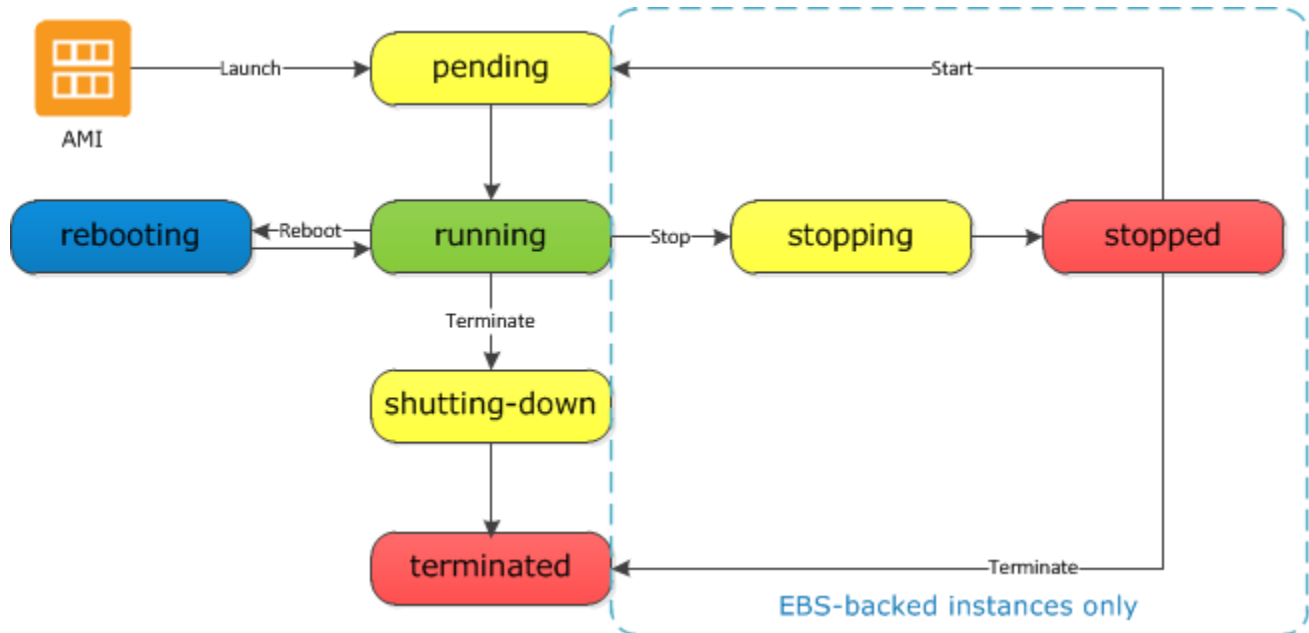 Launch
pending
Start
AMI
rebooting
Reboot
running
Stop
stopping
stopped
Terminate
shutting-down
terminated
Terminate
EBS-backed instances only